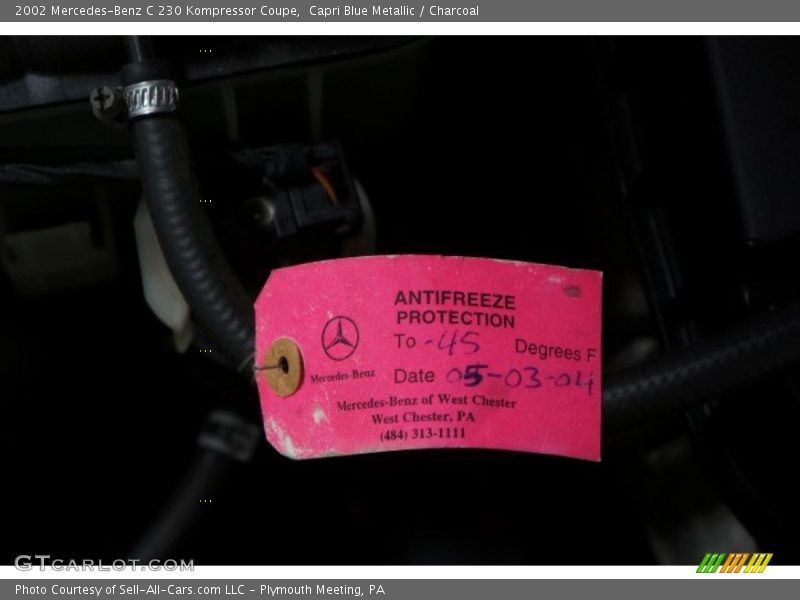 2002 Mercedes-Benz C 230 Kompressor Coupe,  Capri Blue Metallic / Charcoal
ANTIFREEZE
PROTECTION
To -45 Degrees F
Mercedes-Benz
Date 05-03-04
Mercedes-Benz of West Chester
West Chester, PA
(484) 313-1111
GTcarlot.com
Photo Courtesy of Sell-All-Cars.com LLC - Plymouth Meeting, PA